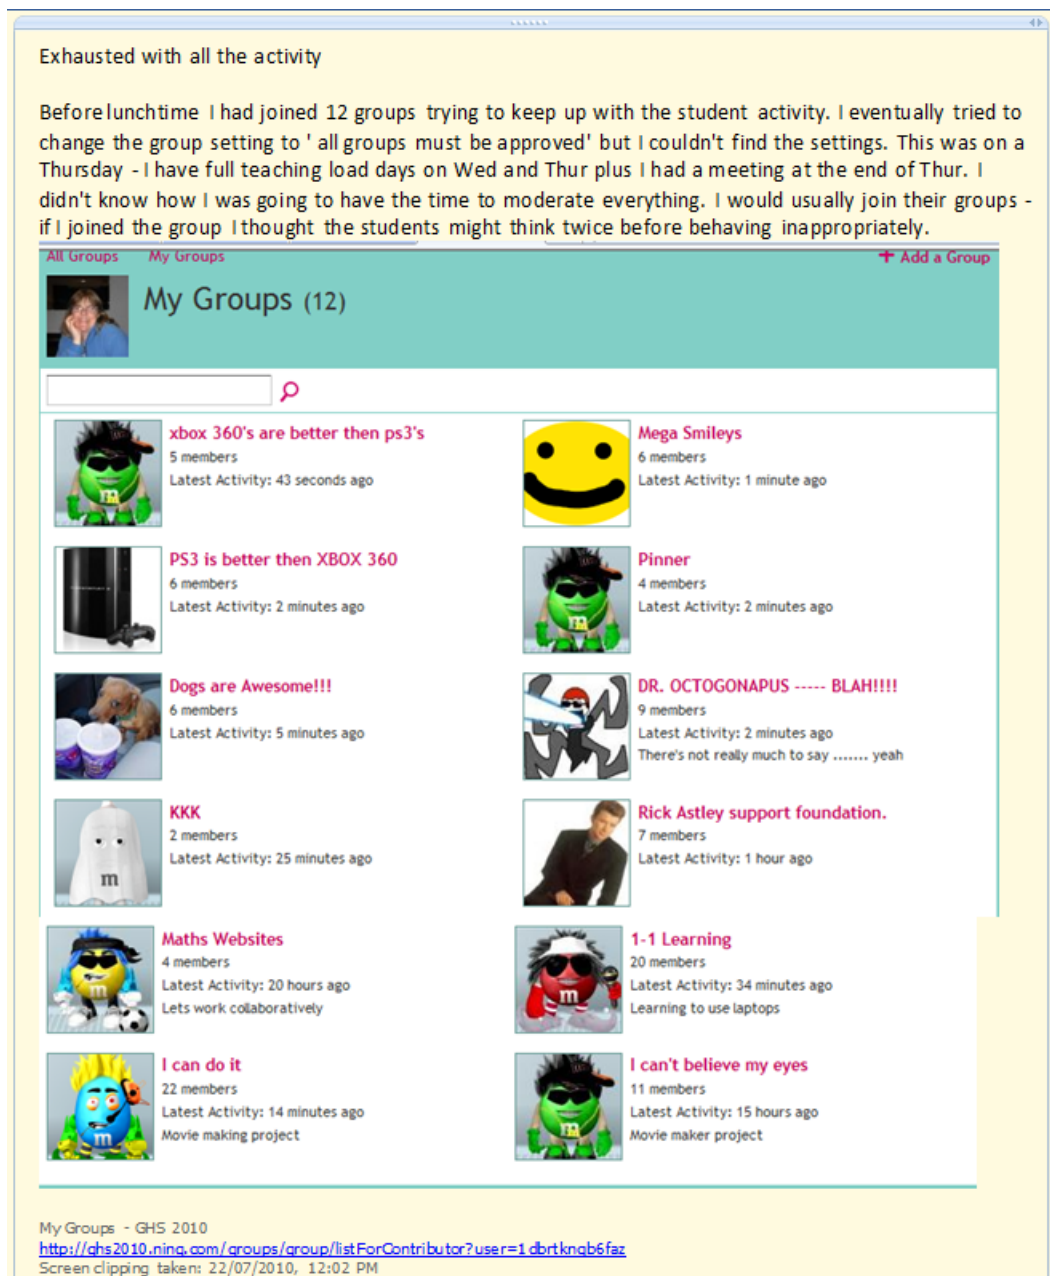 Exhausted with all the activity
Before lunchtime I had joined 12 groups trying to keep up with the student activity. I eventually tried to
change the group setting to ' all groups must be approved' but I couldn't find the settings. This was on a
Thursday - I have full teaching load days on Wed and Thur plus I had a meeting at the end of Thur. I
didn't know how I was going to have the time to moderate everything. I would usually join their groups -
if I joined the group I thought the students might think twice before behaving inappropriately.
All Groups My Groups + Add a Group
My Groups (12)
xbox 360's are better then ps3's
5 members
Latest Activity: 43 seconds ago
Mega Smileys
6 members
Latest Activity: 1 minute ago
PS3 is better then XBOX 360
6 members
Latest Activity: 2 minutes ago
Pinner
4 members
Latest Activity: 2 minutes ago
Dogs are Awesome!!!
6 members
Latest Activity: 5 minutes ago
DR. OCTOGONAPUS ----- BLAH!!!!
9 members
Latest Activity: 2 minutes ago
There's not really much to say ....... yeah
KKK
2 members
Latest Activity: 25 minutes ago
Rick Astley support foundation.
7 members
Latest Activity: 1 hour ago
Maths Websites
4 members
Latest Activity: 20 hours ago
Lets work collaboratively
1-1 Learning
20 members
Latest Activity: 34 minutes ago
Learning to use laptops
I can do it
22 members
Latest Activity: 14 minutes ago
Movie making project
I can't believe my eyes
11 members
Latest Activity: 15 hours ago
Movie maker project
My Groups - GHS 2010
http://ghs2010.ning.com/groups/group/listForContributor?user=1dbrtknqb6faz
Screen clipping taken: 22/07/2010, 12:02 PM